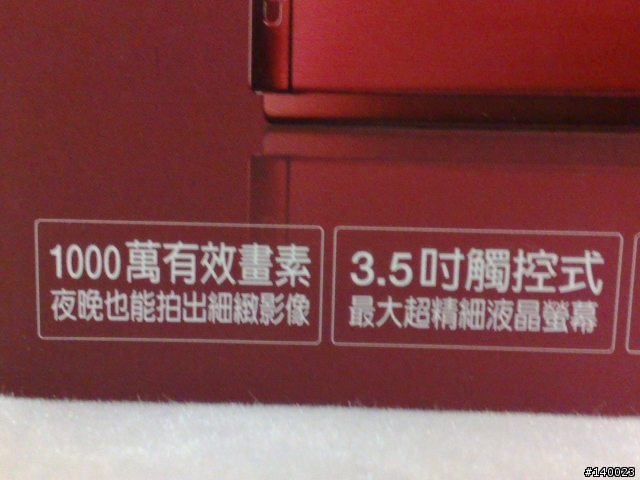 1000萬有效畫素
夜晚也能拍出細緻影像
3.5吋觸控式
最大超精細液晶螢幕
#140023